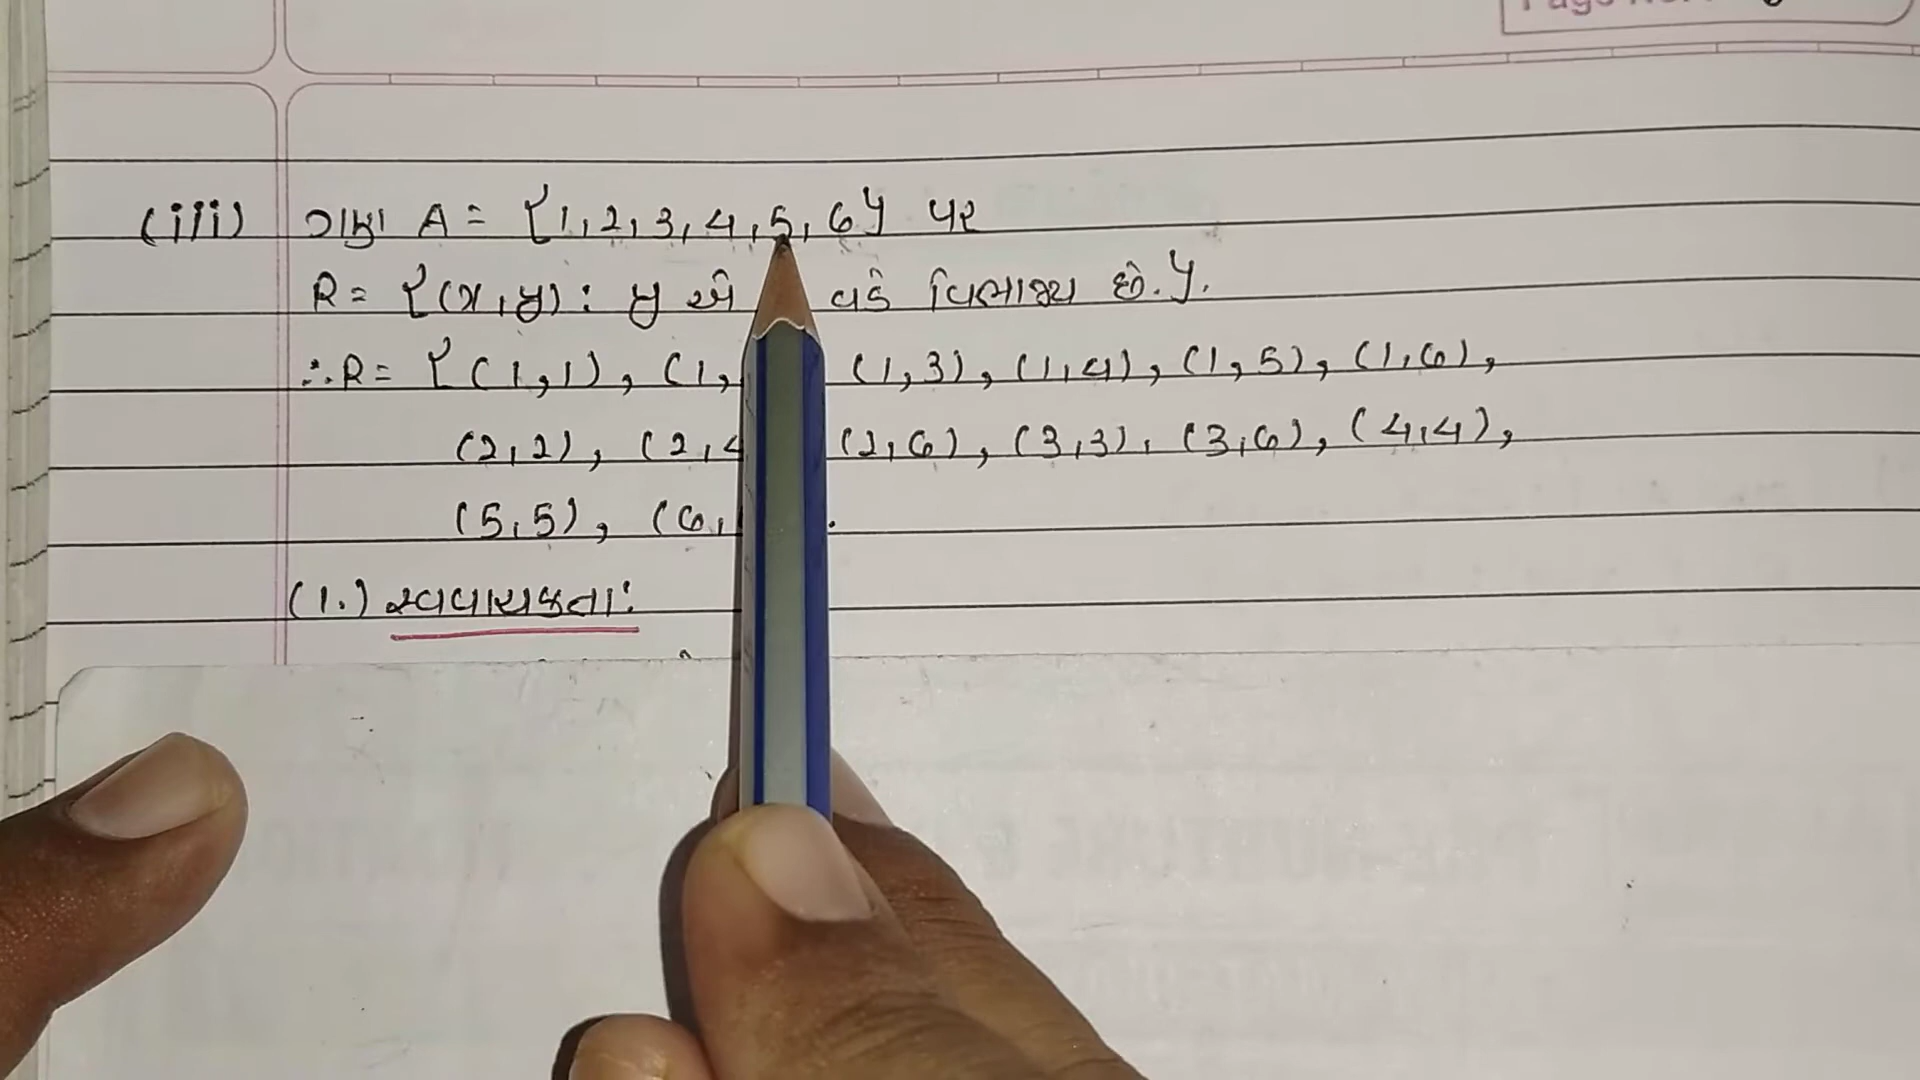 (iii) ગણ A = {1, 2, 3, 4, 5, 6} પર
R = {(x, y) : y એ વડે વિભાજ્ય છે.}.
∴R = {(1, 1), (1, (1, 3), (1, 4), (1, 5), (1, 6),
(2, 2), (2, 4 (2, 6), (3, 3), (3, 6), (4, 4),
(5, 5), (6, .
(1.) સ્વવાચકતા: